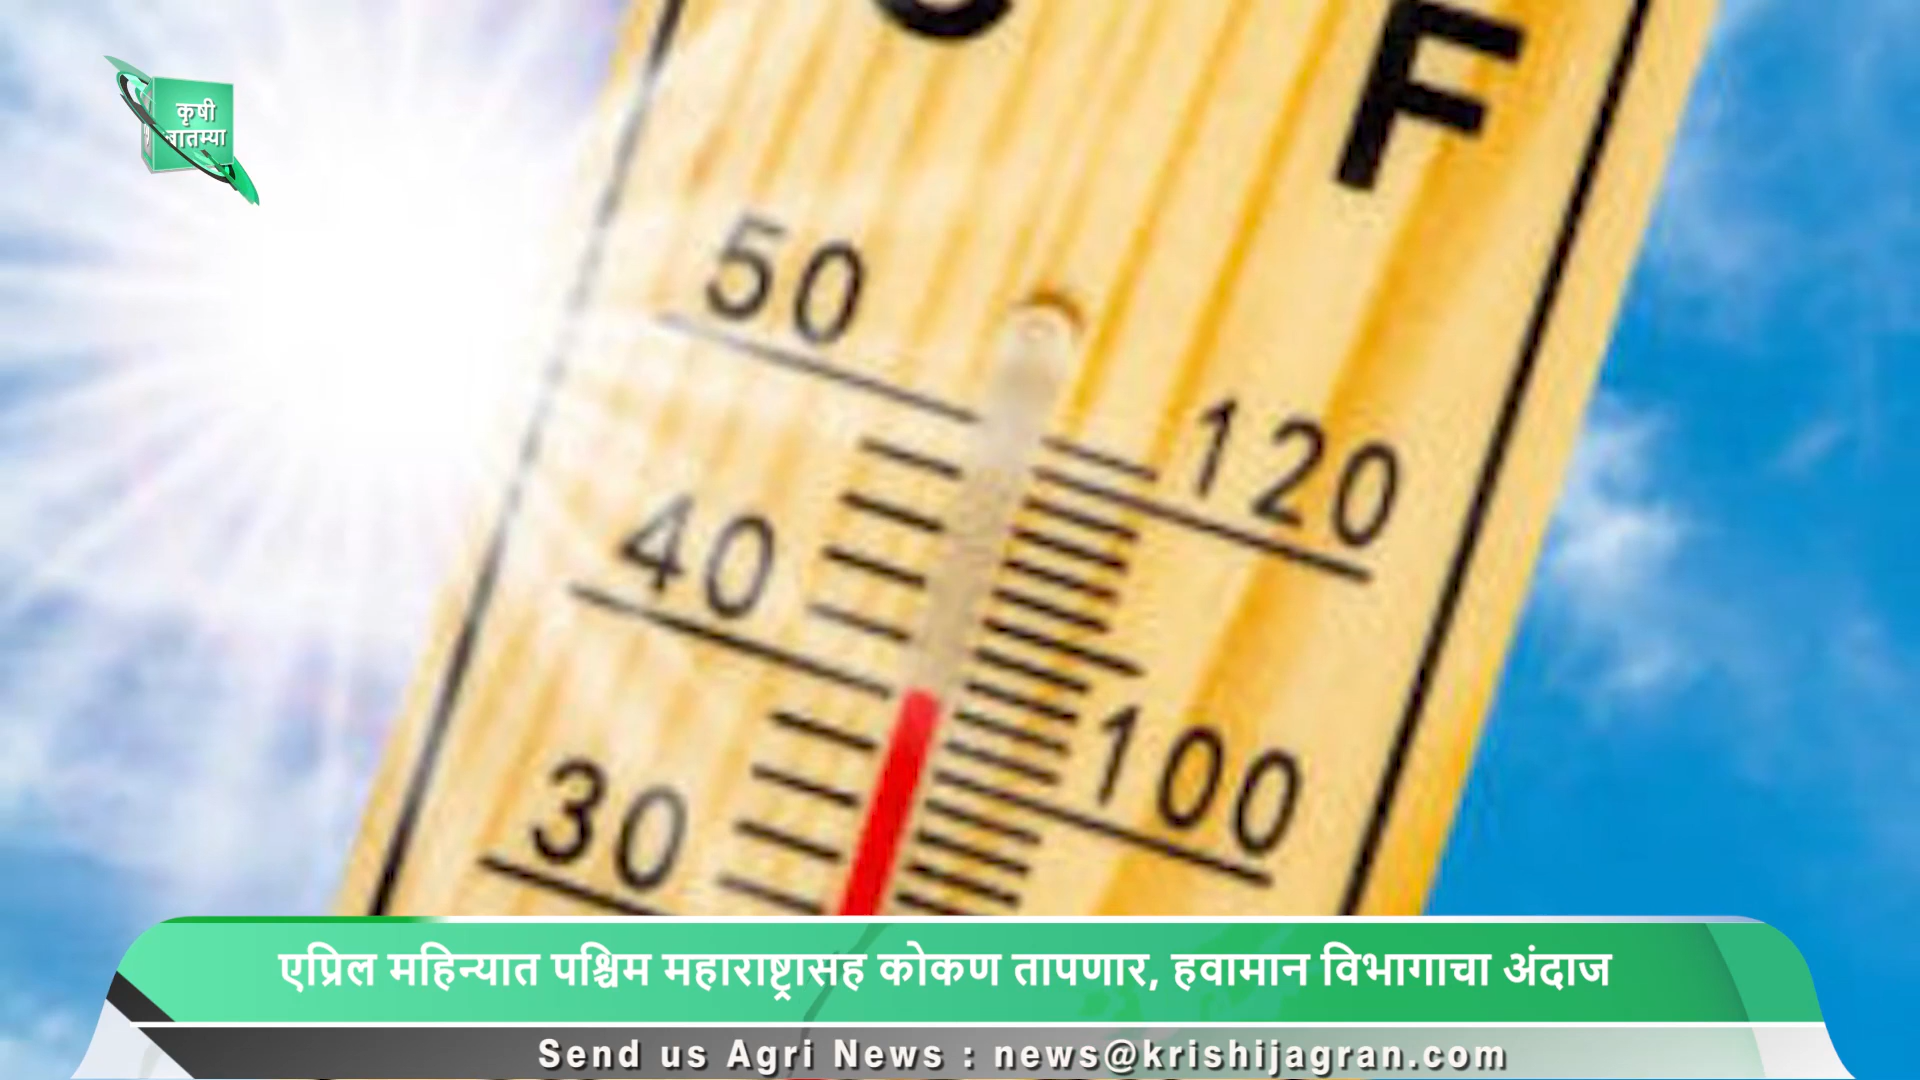 कृषी
वार्तम्या
F
50
120
40
100
30
एप्रिल महिन्यात पश्चिम महाराष्ट्रासह कोकण तापणार, हवामान विभागाचा अंदाज
Send us Agri News : news@krishijagran.com